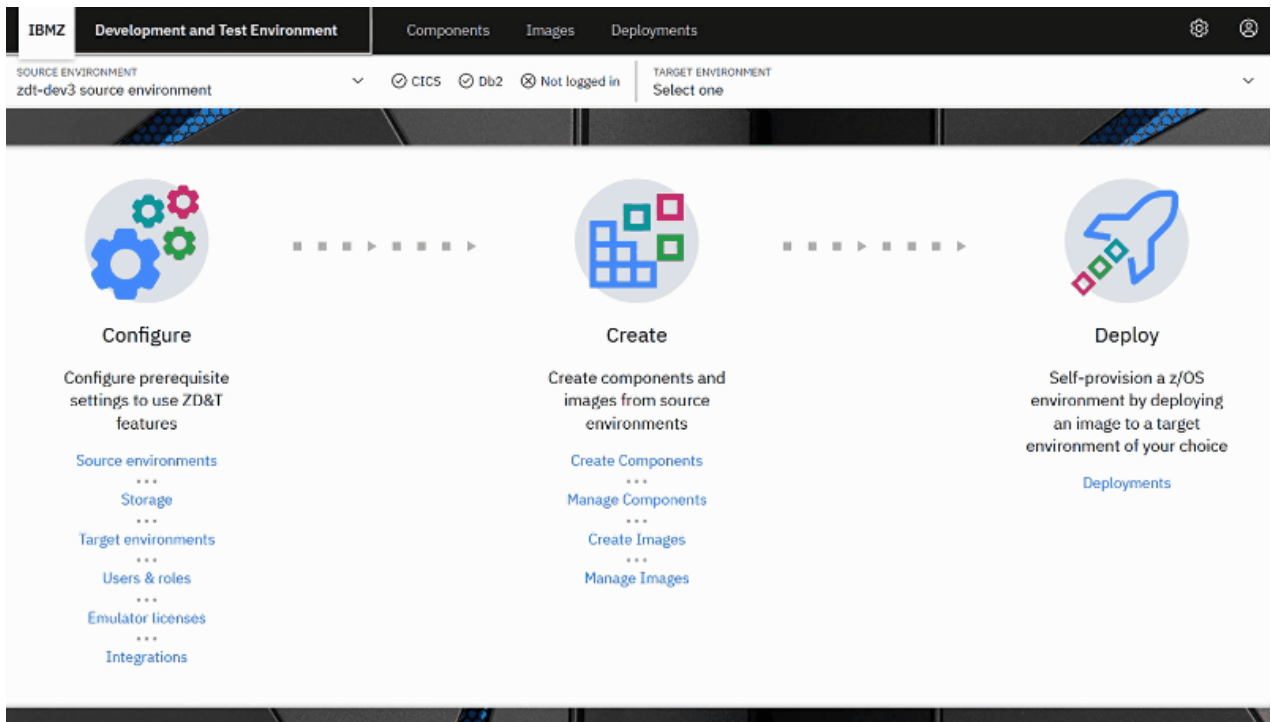 IBMZ Development and Test Environment Components Images Deployments
SOURCE ENVIRONMENT
zdt-dev3 source environment
CICS Db2 Not logged in
TARGET ENVIRONMENT
Select one
Configure
Configure prerequisite
settings to use ZD&T
features
Source environments
Storage
Target environments
Users & roles
Emulator licenses
Integrations
Create
Create components and
images from source
environments
Create Components
Manage Components
Create Images
Manage Images
Deploy
Self-provision a z/OS
environment by deploying
an image to a target
environment of your choice
Deployments